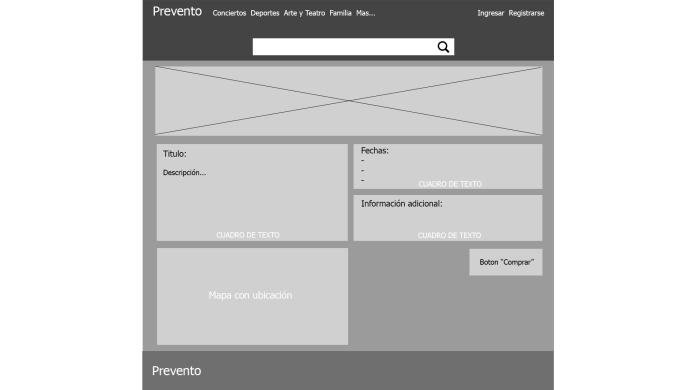 Prevento Conciertos Deportes Arte y Teatro Familia Mas... Ingresar Registrarse
Titulo:
Descripción...
CUADRO DE TEXTO
Fechas:
-
-
-
CUADRO DE TEXTO
Información adicional:
CUADRO DE TEXTO
Mapa con ubicación
Boton "Comprar"
Prevento